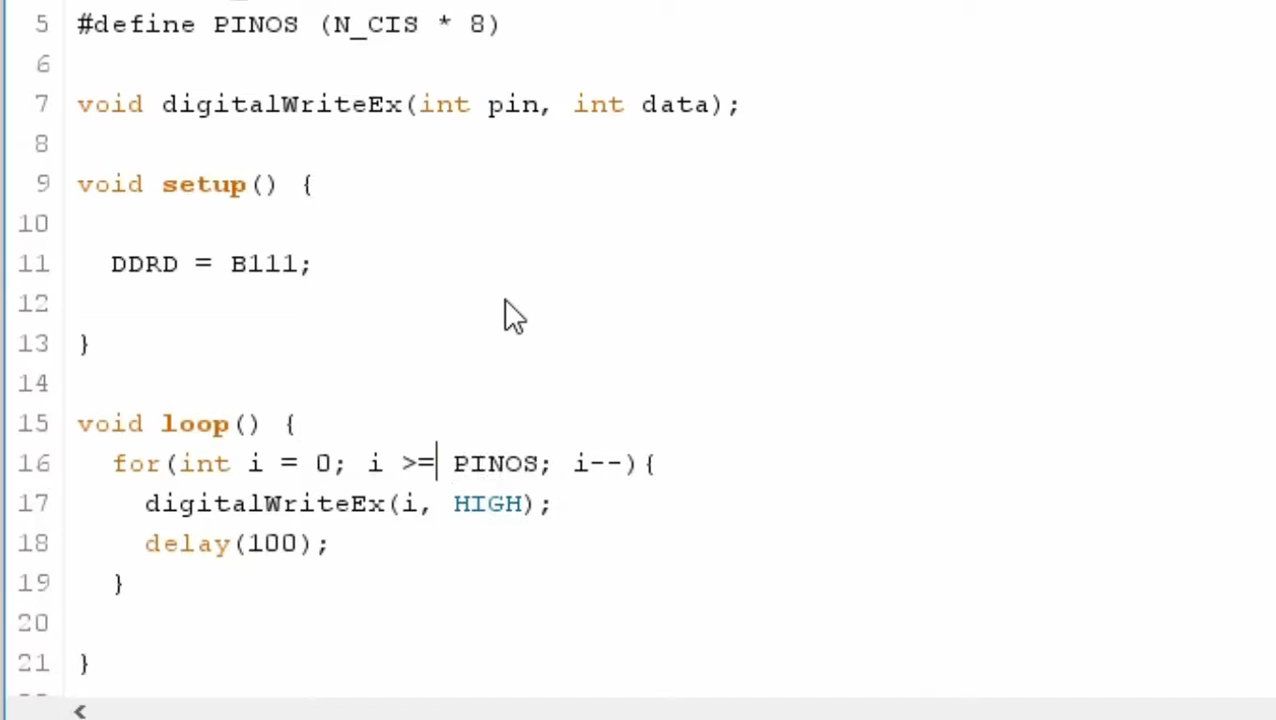 5 #define PINOS (N_CIS * 8)
6
7 void digitalWriteEx(int pin, int data);
8
9 void setup() {
10
11 DDRD = B111;
12
13 }
14
15 void loop() {
16 for(int i = 0; i >= PINOS; i--){
17 digitalWriteEx(i, HIGH);
18 delay(100);
19 }
20
21 }